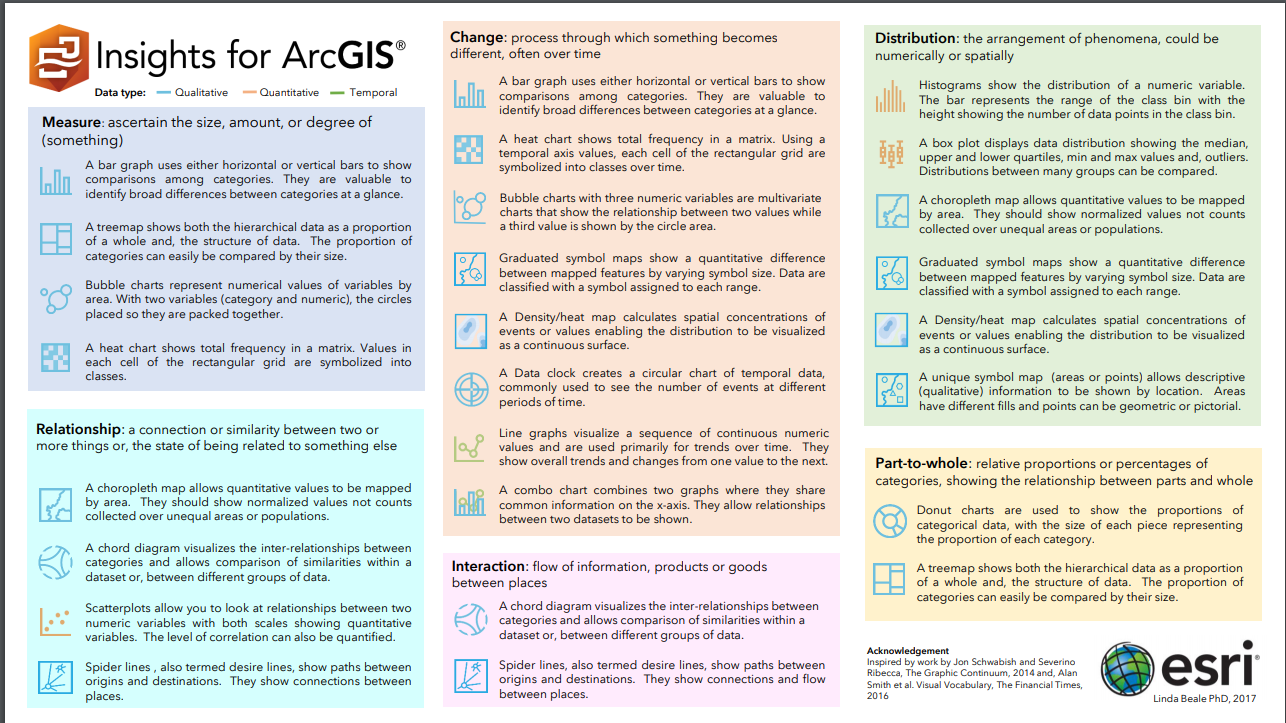 Insights for ArcGIS®
Data type: Qualitative Quantitative Temporal
Measure: ascertain the size, amount, or degree of
(something)
A bar graph uses either horizontal or vertical bars to show
comparisons among categories. They are valuable to
identify broad differences between categories at a glance.
A treemap shows both the hierarchical data as a proportion
of a whole and, the structure of data. The proportion of
categories can easily be compared by their size.
Bubble charts represent numerical values of variables by
area. With two variables (category and numeric), the circles
placed so they are packed together.
A heat chart shows total frequency in a matrix. Values in
each cell of the rectangular grid are symbolized into
classes.
Relationship: a connection or similarity between two or
more things or, the state of being related to something else
A choropleth map allows quantitative values to be mapped
by area. They should show normalized values not counts
collected over unequal areas or populations.
A chord diagram visualizes the inter-relationships between
categories and allows comparison of similarities within a
dataset or, between different groups of data.
Scatterplots allow you to look at relationships between two
numeric variables with both scales showing quantitative
variables. The level of correlation can also be quantified.
Spider lines , also termed desire lines, show paths between
origins and destinations. They show connections between
places.
Change: process through which something becomes
different, often over time
A bar graph uses either horizontal or vertical bars to show
comparisons among categories. They are valuable to
identify broad differences between categories at a glance.
A heat chart shows total frequency in a matrix. Using a
temporal axis values, each cell of the rectangular grid are
symbolized into classes over time.
Bubble charts with three numeric variables are multivariate
charts that show the relationship between two values while
a third value is shown by the circle area.
Graduated symbol maps show a quantitative difference
between mapped features by varying symbol size. Data are
classified with a symbol assigned to each range.
A Density/heat map calculates spatial concentrations of
events or values enabling the distribution to be visualized
as a continuous surface.
A Data clock creates a circular chart of temporal data,
commonly used to see the number of events at different
periods of time.
Line graphs visualize a sequence of continuous numeric
values and are used primarily for trends over time. They
show overall trends and changes from one value to the next.
A combo chart combines two graphs where they share
common information on the x-axis. They allow relationships
between two datasets to be shown.
Interaction: flow of information, products or goods
between places
A chord diagram visualizes the inter-relationships between
categories and allows comparison of similarities within a
dataset or, between different groups of data.
Spider lines, also termed desire lines, show paths between
origins and destinations. They show connections and flow
between places.
Distribution: the arrangement of phenomena, could be
numerically or spatially
Histograms show the distribution of a numeric variable.
The bar represents the range of the class bin with the
height showing the number of data points in the class bin.
A box plot displays data distribution showing the median,
upper and lower quartiles, min and max values and, outliers.
Distributions between many groups can be compared.
A choropleth map allows quantitative values to be mapped
by area. They should show normalized values not counts
collected over unequal areas or populations.
Graduated symbol maps show a quantitative difference
between mapped features by varying symbol size. Data are
classified with a symbol assigned to each range.
A Density/heat map calculates spatial concentrations of
events or values enabling the distribution to be visualized
as a continuous surface.
A unique symbol map (areas or points) allows descriptive
(qualitative) information to be shown by location. Areas
have different fills and points can be geometric or pictorial.
Part-to-whole: relative proportions or percentages of
categories, showing the relationship between parts and whole
Donut charts are used to show the proportions of
categorical data, with the size of each piece representing
the proportion of each category.
A treemap shows both the hierarchical data as a proportion
of a whole and, the structure of data. The proportion of
categories can easily be compared by their size.
Acknowledgement
Inspired by work by Jon Schwabish and Severino
Ribecca, The Graphic Continuum, 2014 and, Alan
Smith et al. Visual Vocabulary, The Financial Times,
2016
esri®
Linda Beale PhD, 2017